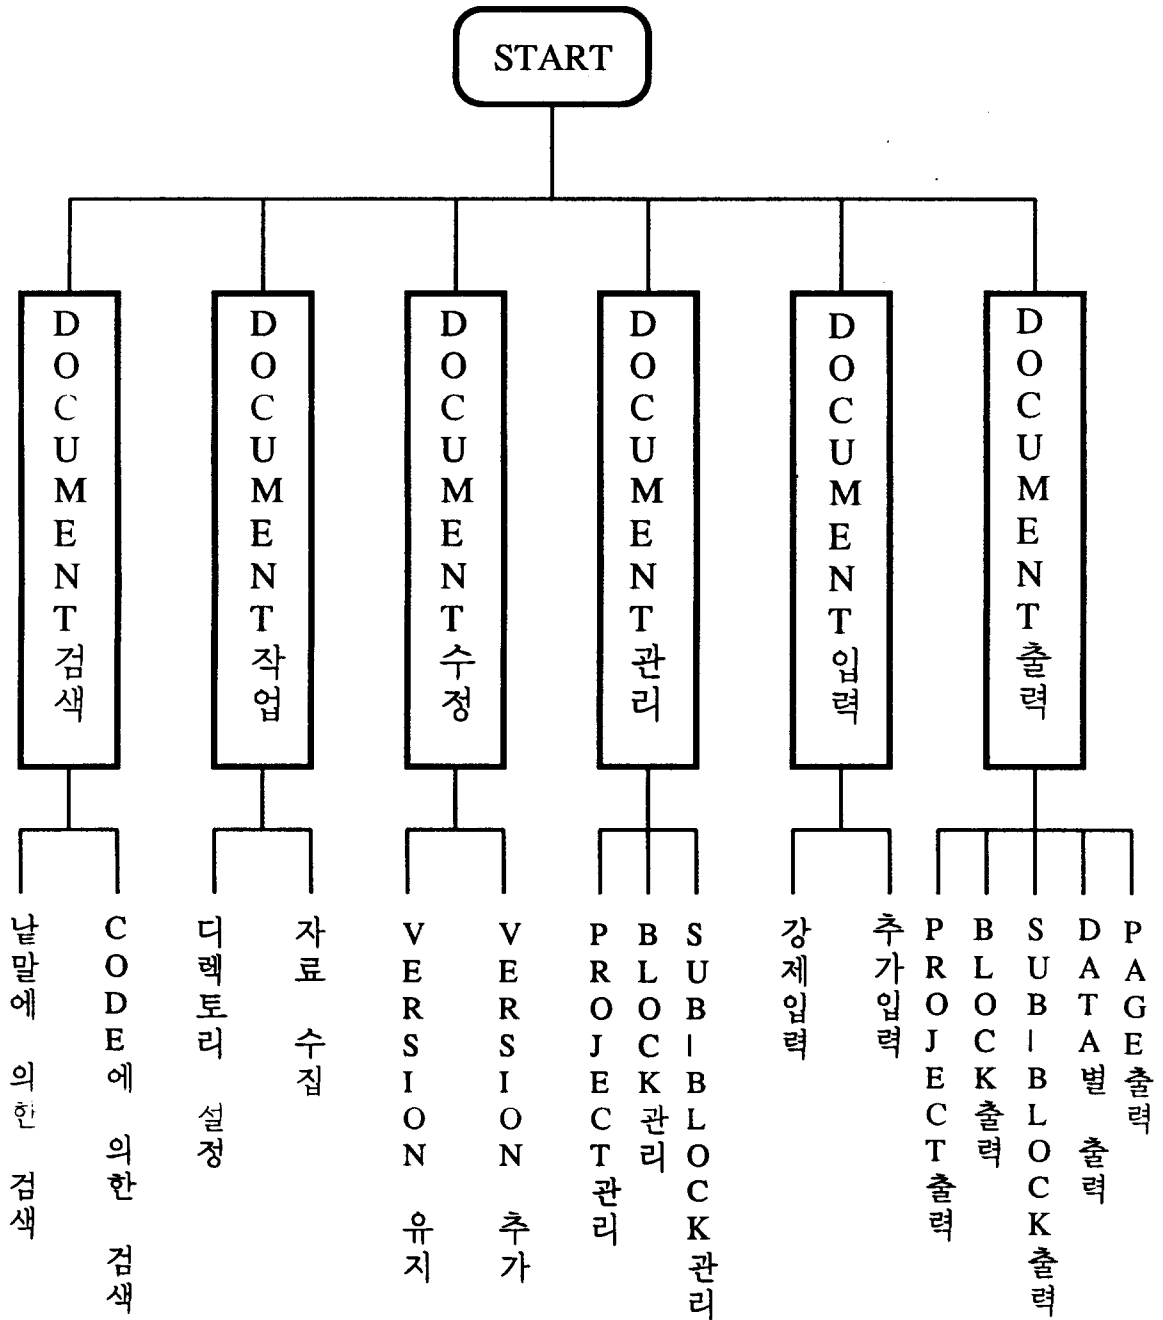 START
DOCUMENT검색
DOCUMENT작업
DOCUMENT수정
DOCUMENT관리
DOCUMENT입력
DOCUMENT출력
낱말에 의한 검색
CODE에 의한 검색
디렉토리 설정
자료 수집
VERSION 유지
VERSION 추가
PROJECT관리
BLOCK관리
SUB-BLOCK관리
강제입력
추가입력
PROJECT출력
BLOCK출력
SUB-BLOCK출력
DATA별 출력
PAGE출력